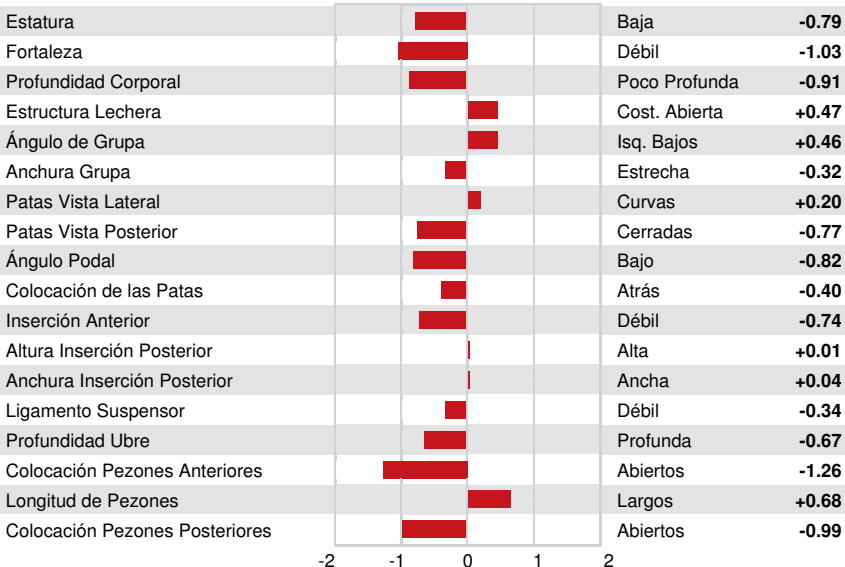 Estatura Baja -0.79
Fortaleza Débil -1.03
Profundidad Corporal Poco Profunda -0.91
Estructura Lechera Cost. Abierta +0.47
Ángulo de Grupa Isq. Bajos +0.46
Anchura Grupa Estrecha -0.32
Patas Vista Lateral Curvas +0.20
Patas Vista Posterior Cerradas -0.77
Ángulo Podal Bajo -0.82
Colocación de las Patas Atrás -0.40
Inserción Anterior Débil -0.74
Altura Inserción Posterior Alta +0.01
Anchura Inserción Posterior Ancha +0.04
Ligamento Suspensor Débil -0.34
Profundidad Ubre Profunda -0.67
Colocación Pezones Anteriores Abiertos -1.26
Longitud de Pezones Largos +0.68
Colocación Pezones Posteriores Abiertos -0.99
-2 -1 0 1 2